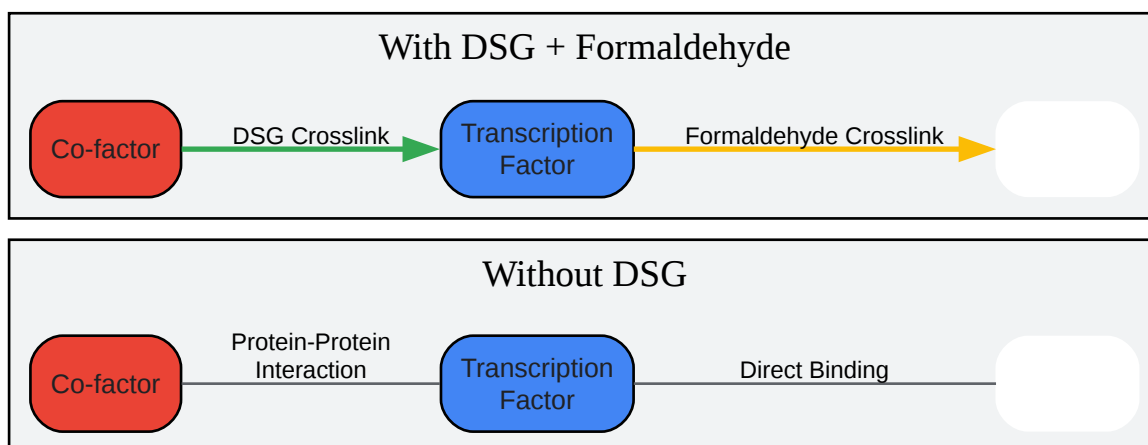 With DSG + Formaldehyde
Co-factor
DSG Crosslink
Transcription
Factor
Formaldehyde Crosslink
Without DSG
Co-factor
Protein-Protein
Interaction
Transcription
Factor
Direct Binding